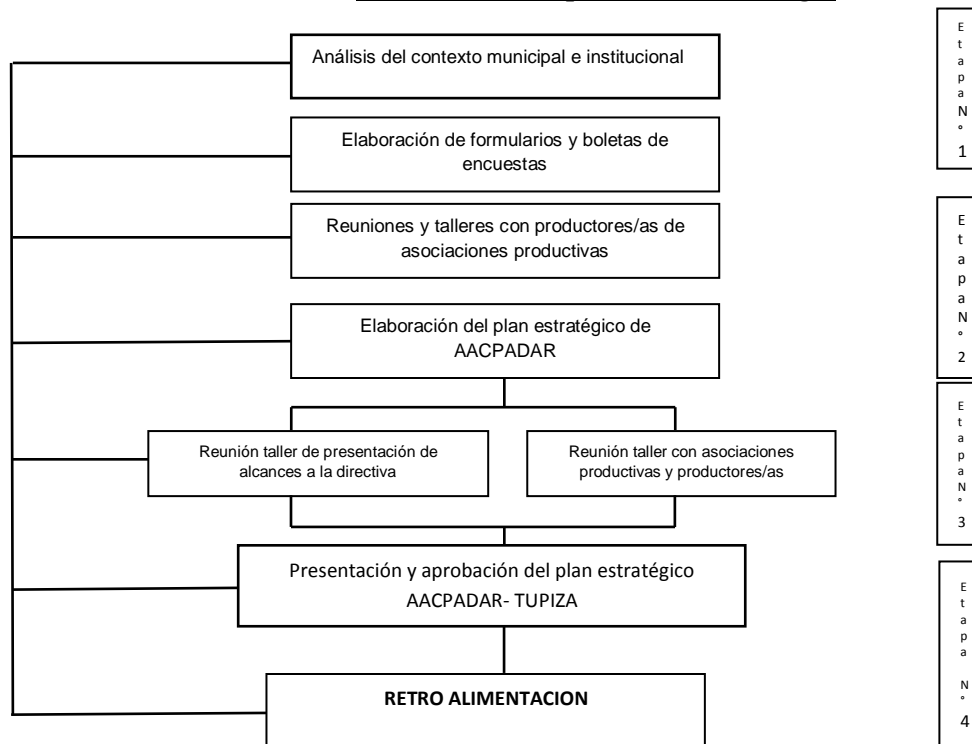 Análisis del contexto municipal e institucional
Elaboración de formularios y boletas de
encuestas
Reuniones y talleres con productores/as de
asociaciones productivas
Elaboración del plan estratégico de
AACPADAR
Reunión taller de presentación de
alcances a la directiva
Reunión taller con asociaciones
productivas y productores/as
Presentación y aprobación del plan estratégico
AACPADAR- TUPIZA
RETRO ALIMENTACION
Etapa N° 1
Etapa N° 2
Etapa N° 3
Etapa N° 4